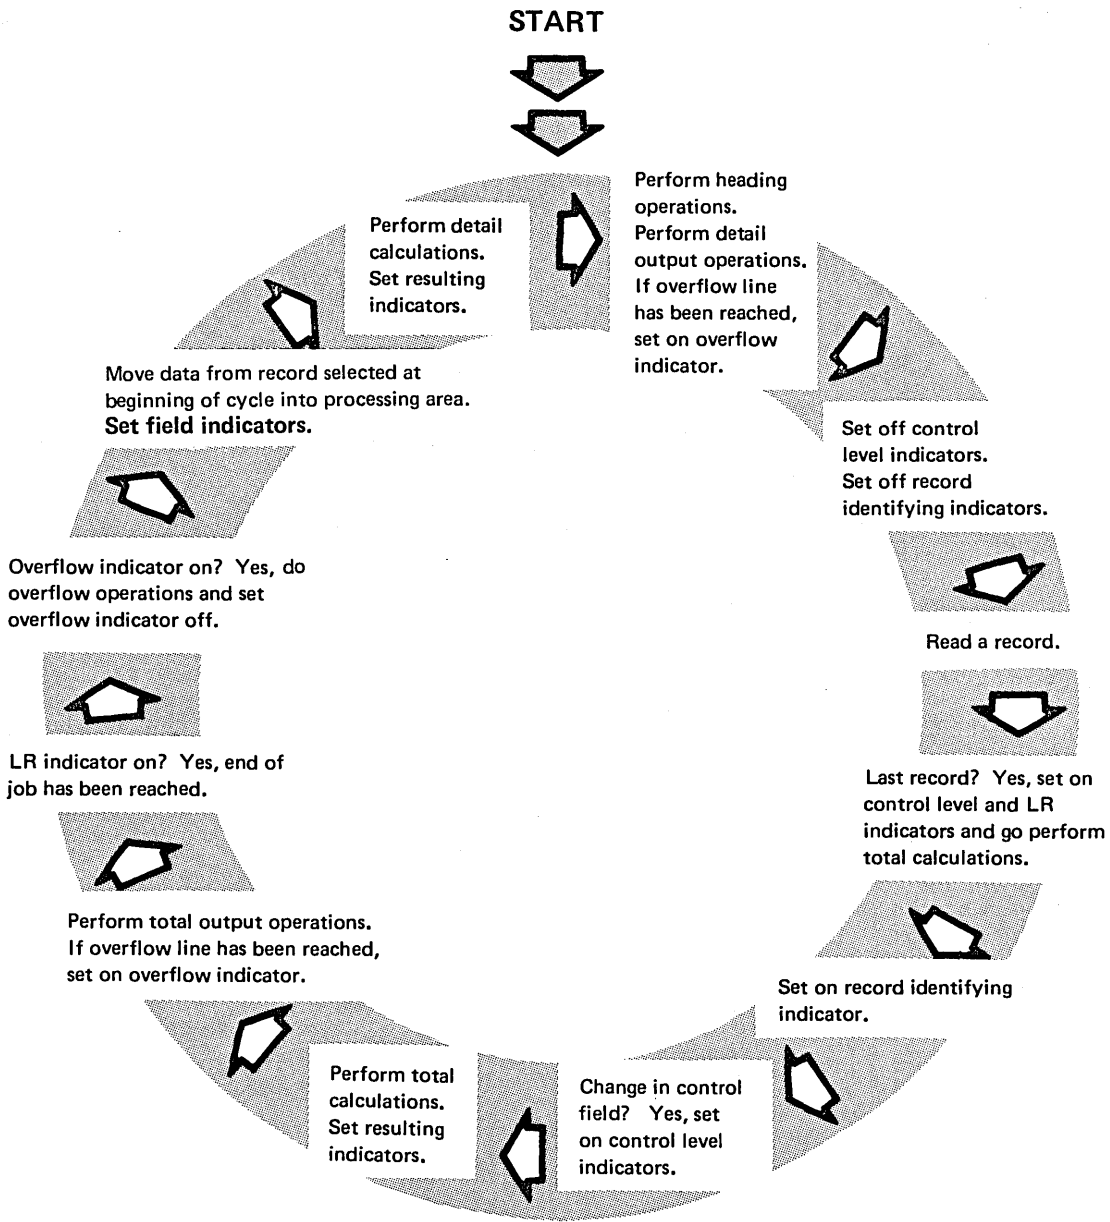 START
Perform heading
operations.
Perform detail
output operations.
If overflow line
has been reached,
set on overflow
indicator.
Set off control
level indicators.
Set off record
identifying indicators.
Read a record.
Last record? Yes, set on
control level and LR
indicators and go perform
total calculations.
Set on record identifying
indicator.
Change in control
field? Yes, set
on control level
indicators.
Perform total
calculations.
Set resulting
indicators.
Perform total output operations.
If overflow line has been reached,
set on overflow indicator.
LR indicator on? Yes, end of
job has been reached.
Overflow indicator on? Yes, do
overflow operations and set
overflow indicator off.
Move data from record selected at
beginning of cycle into processing area.
Set field indicators.
Perform detail
calculations.
Set resulting
indicators.